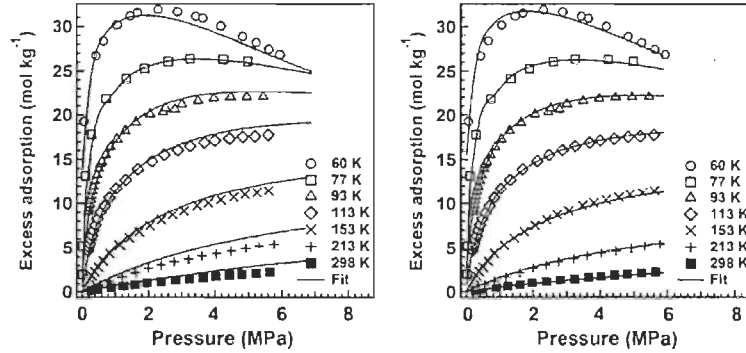 Excess adsorption (mol kg⁻¹)
30
25
20
15
10
5
0
60 K
77 K
93 K
113 K
153 K
213 K
298 K
Fit
0 2 4 6 8
Pressure (MPa)
Excess adsorption (mol kg⁻¹)
30
25
20
15
10
5
0
60 K
77 K
93 K
113 K
153 K
213 K
298 K
Fit
0 2 4 6 8
Pressure (MPa)